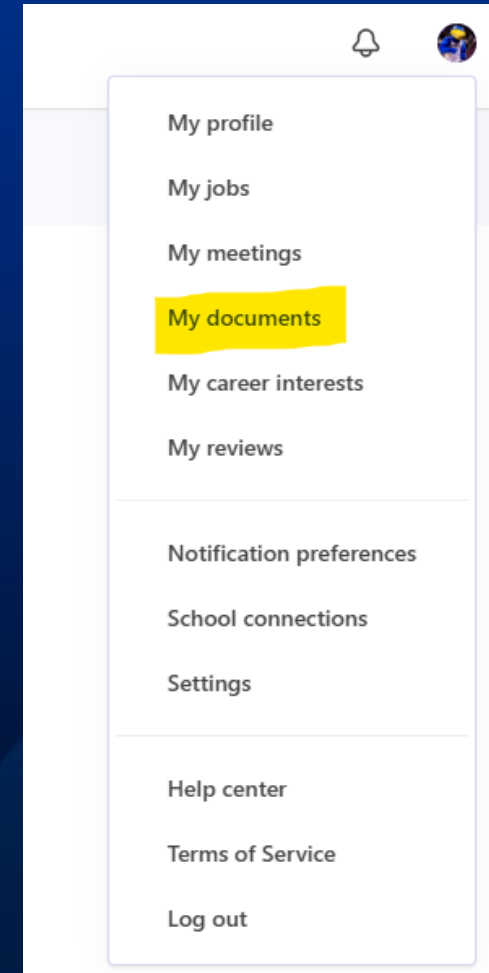 My profile
My jobs
My meetings
My documents
My career interests
My reviews
Notification preferences
School connections
Settings
Help center
Terms of Service
Log out